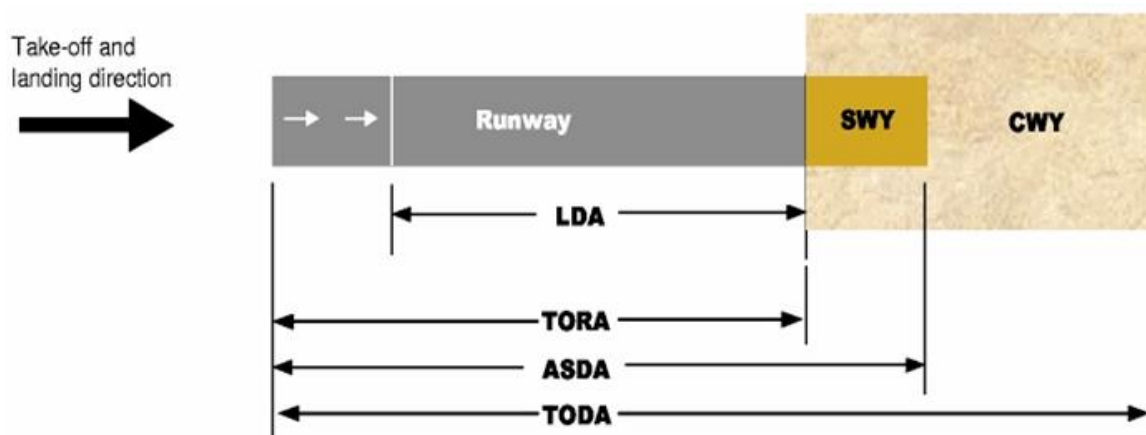 Take-off and
landing direction
Runway
SWY
CWY
LDA
TORA
ASDA
TODA